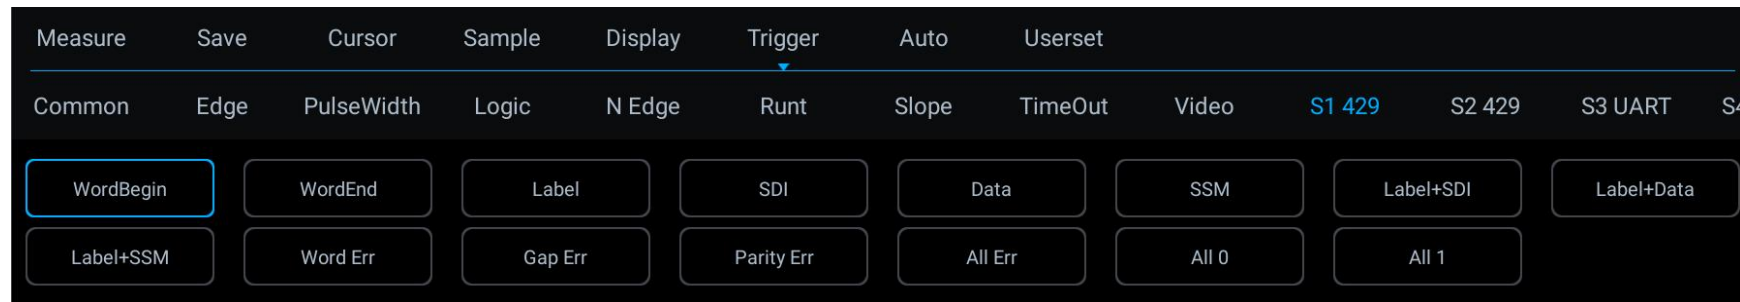 Measure Save Cursor Sample Display Trigger Auto Userset
Common Edge PulseWidth Logic N Edge Runt Slope TimeOut Video S1 429 S2 429 S3 UART
WordBegin WordEnd Label SDI Data SSM Label+SDI Label+Data
Label+SSM Word Err Gap Err Parity Err All Err All 0 All 1